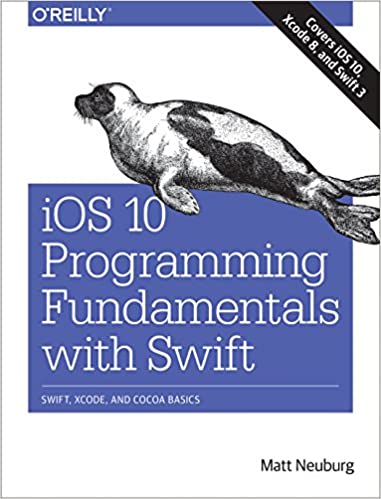 O'REILLY®
Covers iOS 10,
Xcode 8, and Swift 3
iOS 10
Programming
Fundamentals
with Swift
SWIFT, XCODE, AND COCOA BASICS
Matt Neuburg